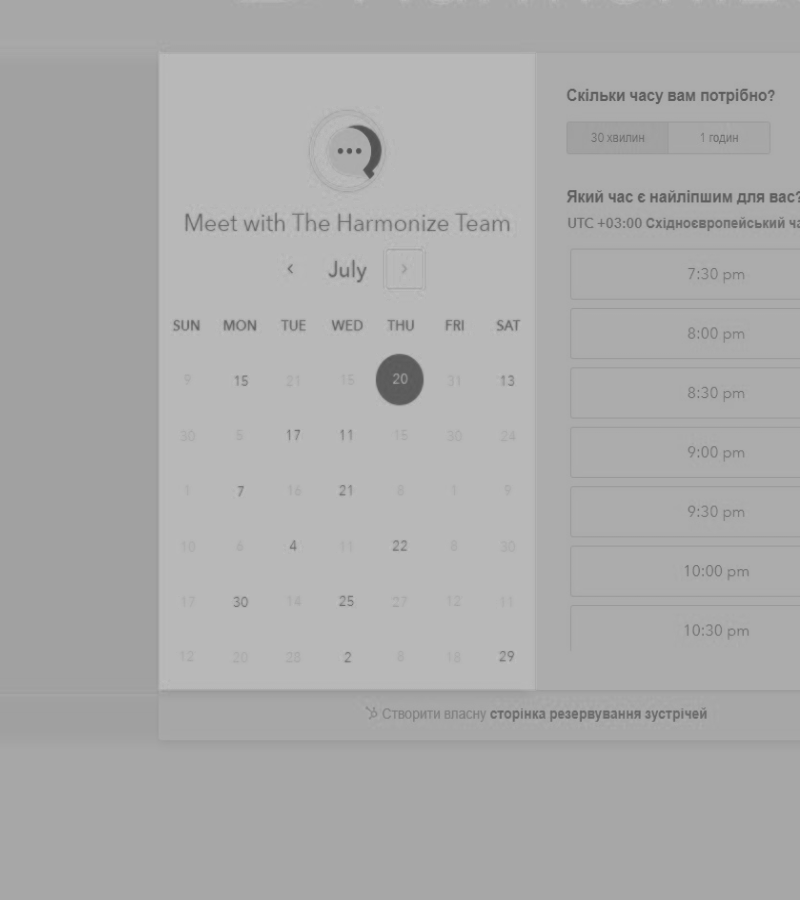 Meet with The Harmonize Team
July
SUN MON TUE WED THU FRI SAT
9 15 21 15 20 31 13
30 5 17 11 15 30 24
1 7 16 21 8 1 9
10 6 4 11 22 8 30
17 30 14 25 27 12 11
12 20 28 2 8 18 29
Скільки часу вам потрібно?
30 хвилин 1 годин
Який час є найліпшим для вас?
UTC +03:00 Східноєвропейський
7:30 pm
8:00 pm
8:30 pm
9:00 pm
9:30 pm
10:00 pm
10:30 pm
Створити власну сторінка резервування зустрічей